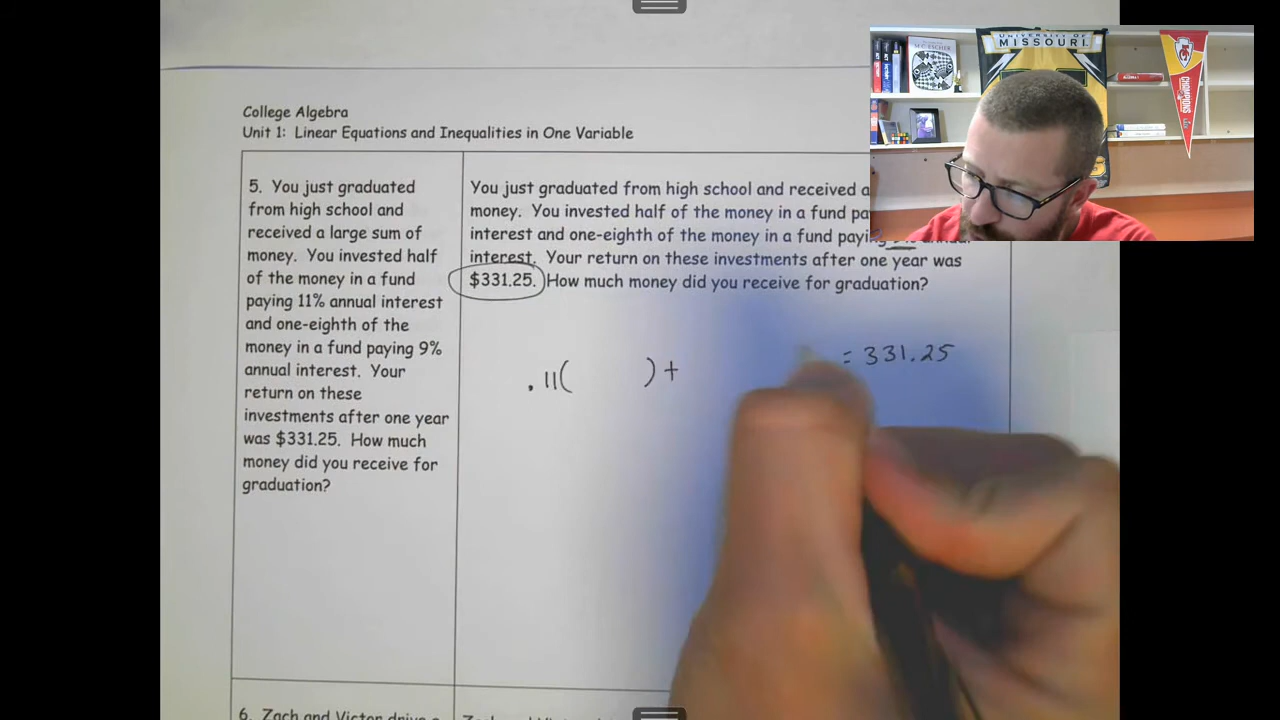 College Algebra
Unit 1: Linear Equations and Inequalities in One Variable
5. You just graduated
from high school and
received a large sum of
money. You invested half
of the money in a fund
paying 11% annual interest
and one-eighth of the
money in a fund paying 9%
annual interest. Your
return on these
investments after one year
was $331.25. How much
money did you receive for
graduation?
You just graduated from high school and received a
money. You invested half of the money in a fund pa
interest and one-eighth of the money in a fund paying
interest. Your return on these investments after one year was
$331.25. How much money did you receive for graduation?
.11( ) + = 331.25
6. Zach and Victor drive
UNIVERSITY OF
MISSOURI
M.C. ESCHER
CHAMPIONS